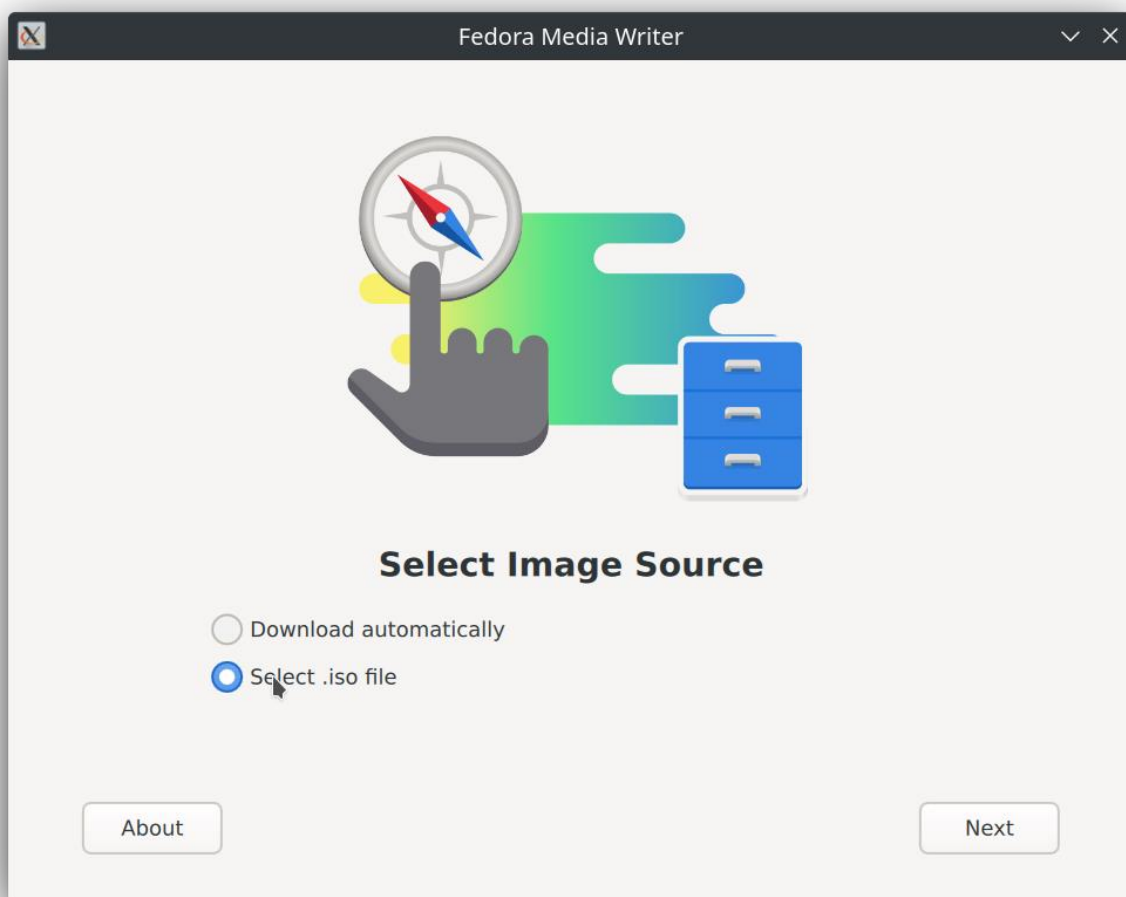 Fedora Media Writer
Select Image Source
Download automatically
Select .iso file
About
Next